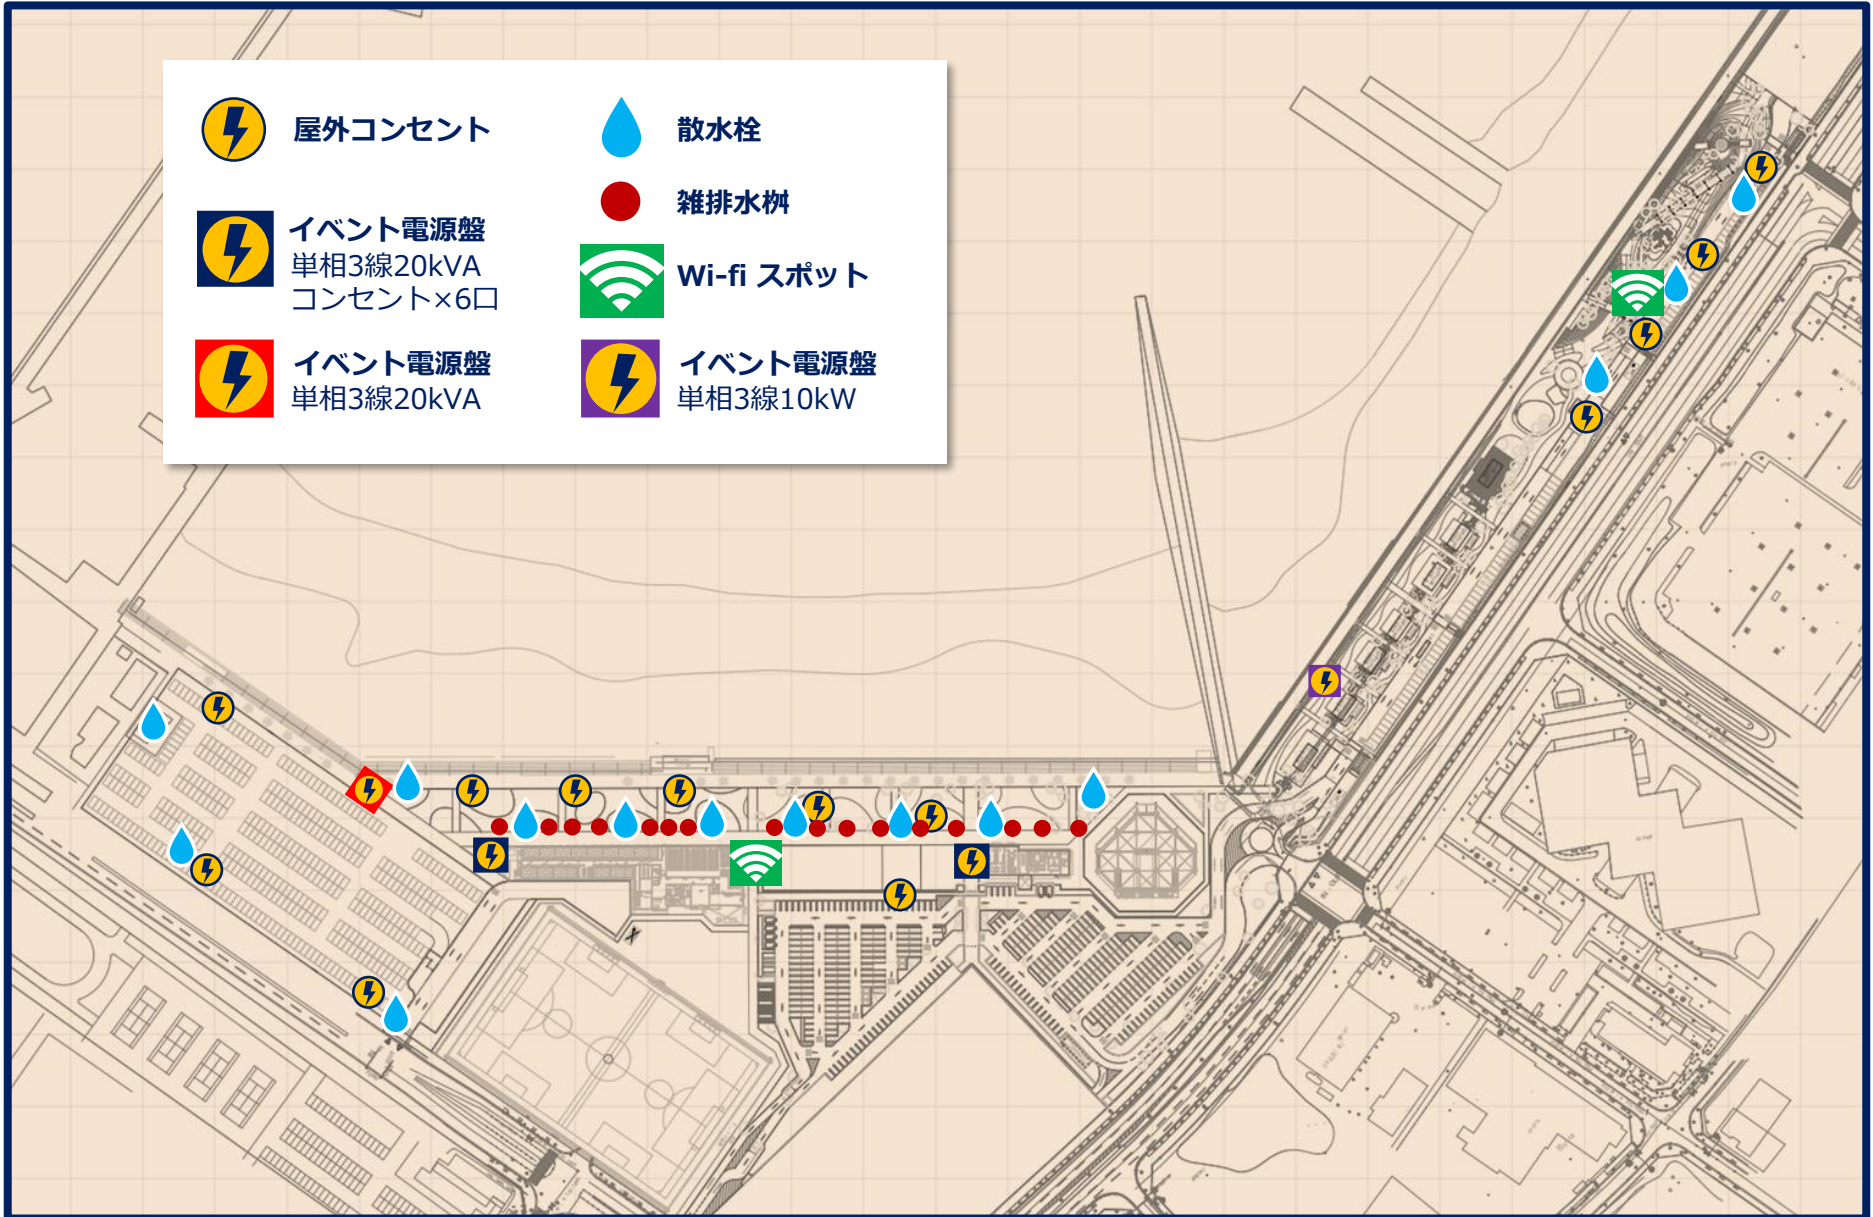 屋外コンセント
イベント電源盤
単相3線20kVA
コンセント×6口
イベント電源盤
単相3線20kVA
散水栓
雑排水桝
Wi-fi スポット
イベント電源盤
単相3線10kW